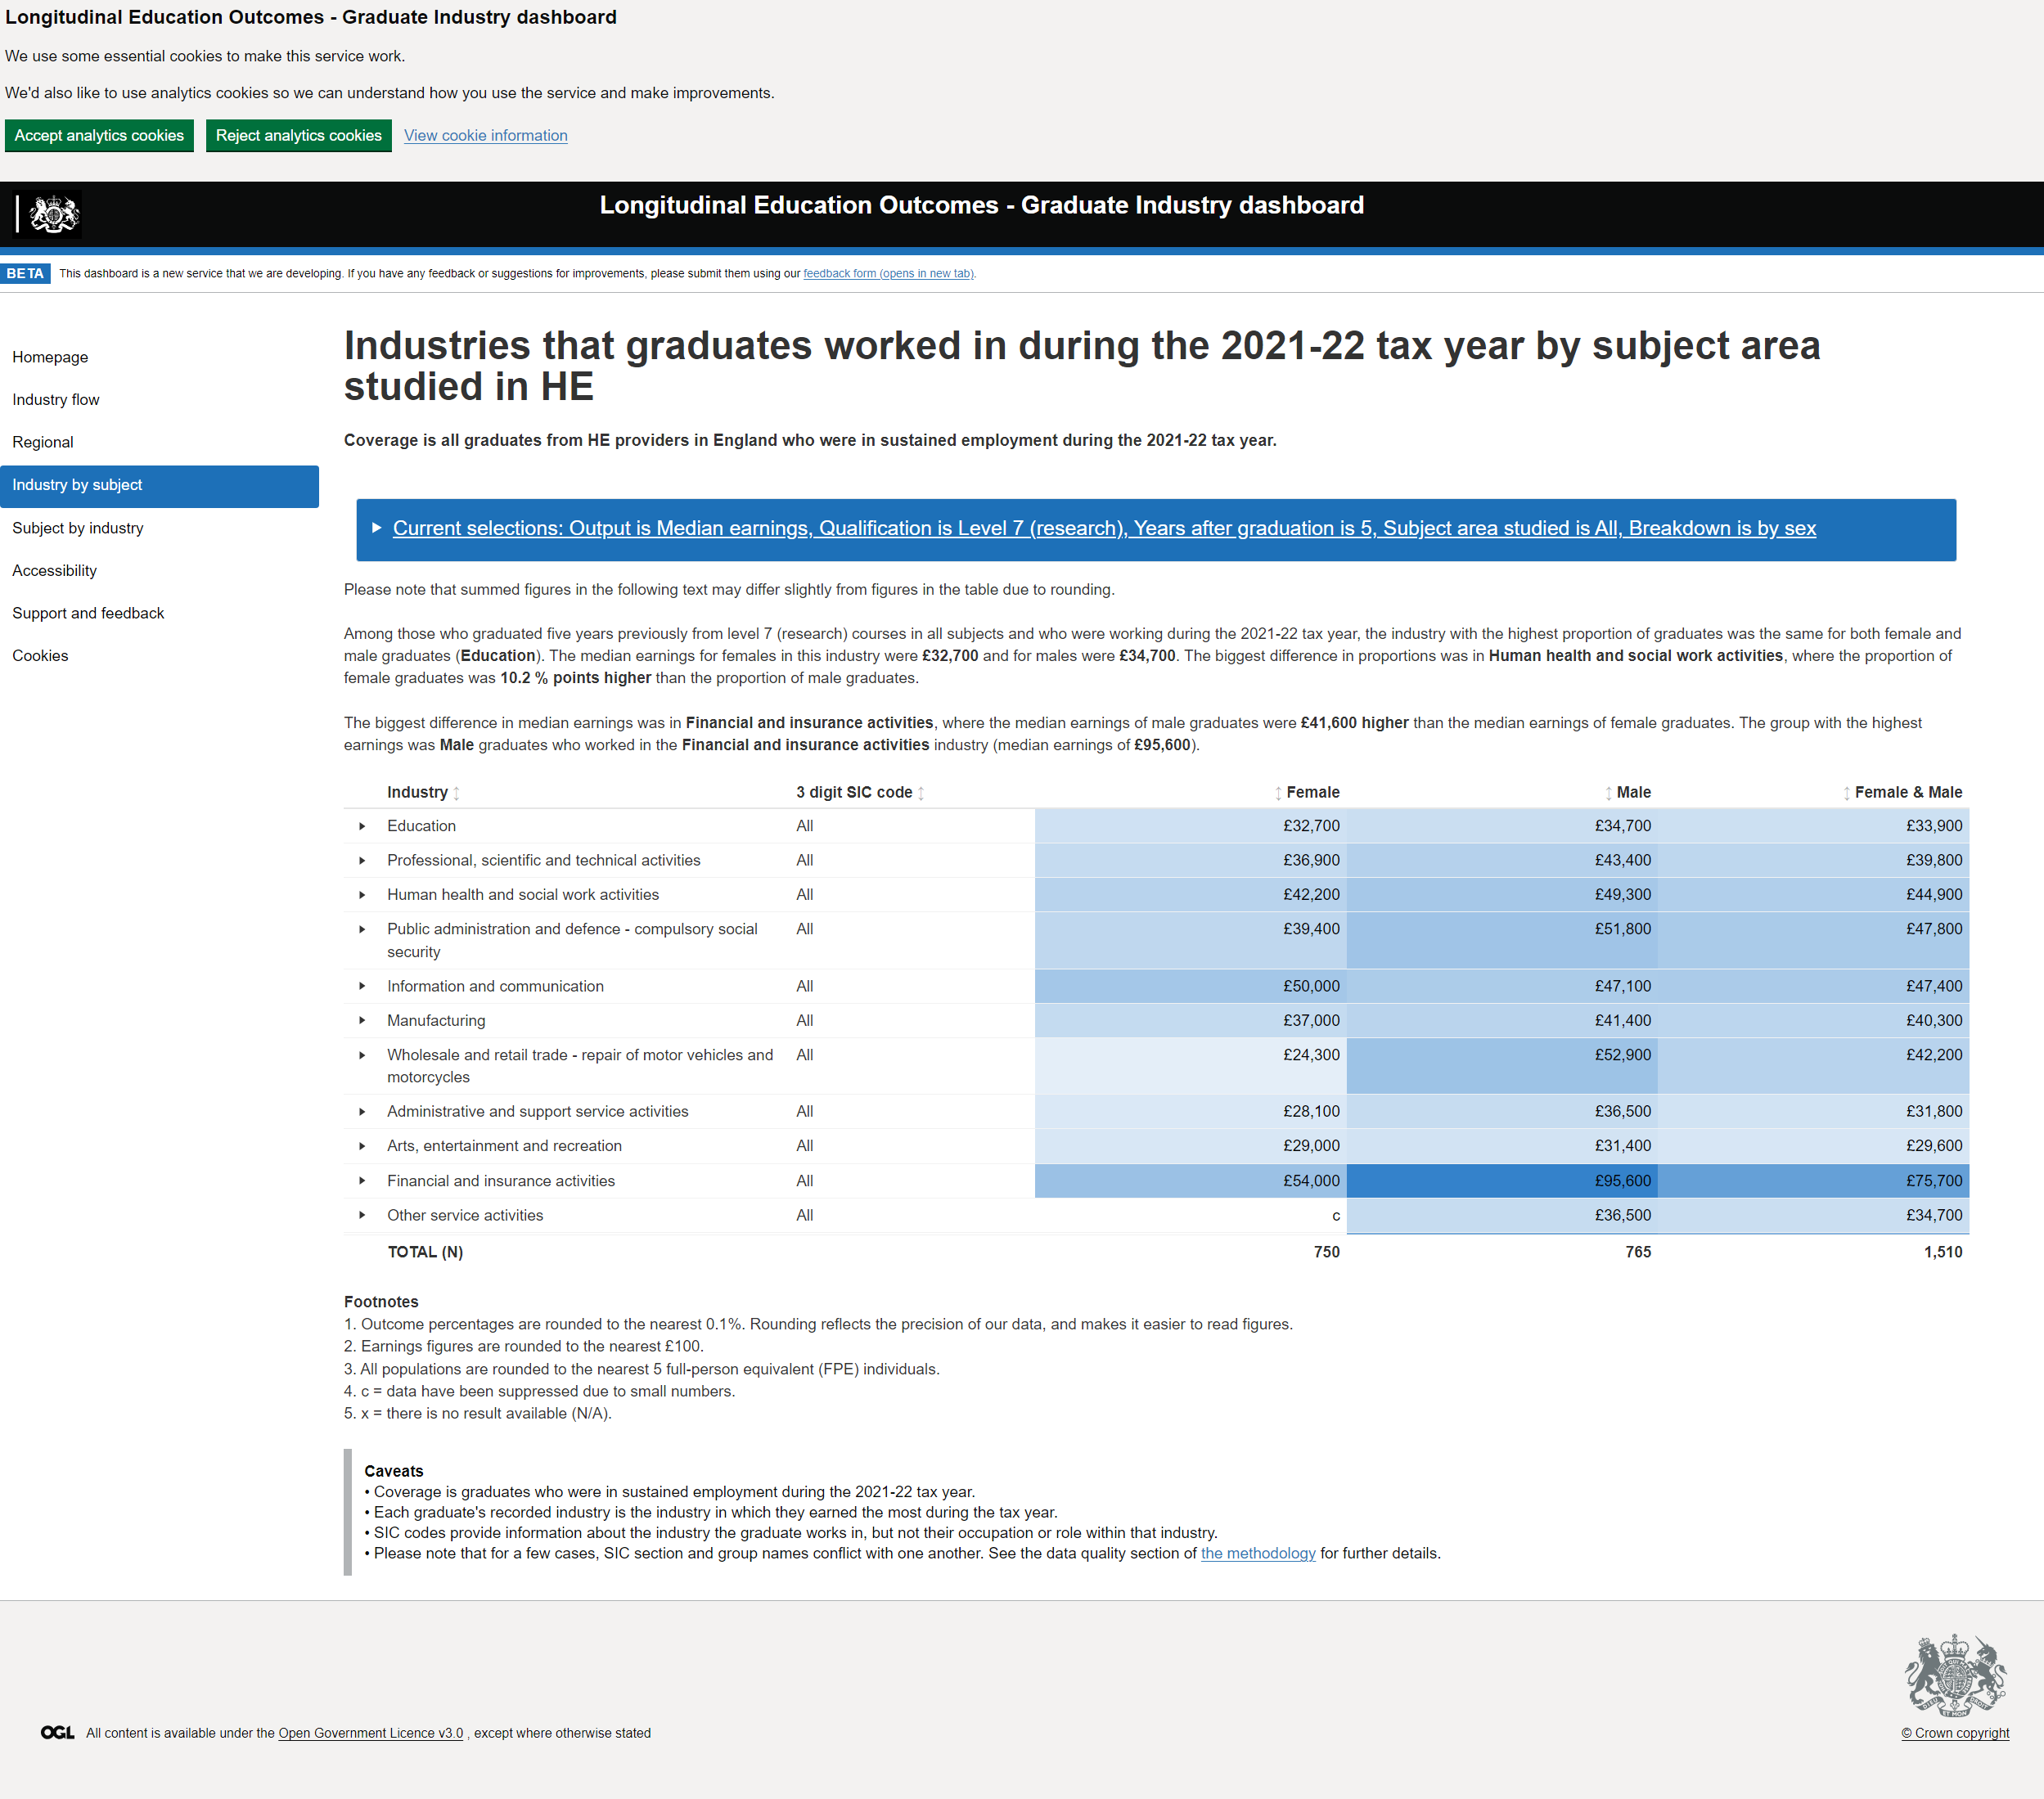 Longitudinal Education Outcomes - Graduate Industry dashboard
We use some essential cookies to make this service work.
We'd also like to use analytics cookies so we can understand how you use the service and make improvements.
Accept analytics cookies Reject analytics cookies View cookie information
Longitudinal Education Outcomes - Graduate Industry dashboard
BETA This dashboard is a new service that we are developing. If you have any feedback or suggestions for improvements, please submit them using our feedback form (opens in new tab).
Homepage
Industry flow
Regional
Industry by subject
Subject by industry
Accessibility
Support and feedback
Cookies
Industries that graduates worked in during the 2021-22 tax year by subject area
studied in HE
Coverage is all graduates from HE providers in England who were in sustained employment during the 2021-22 tax year.
Current selections: Output is Median earnings, Qualification is Level 7 (research), Years after graduation is 5, Subject area studied is All, Breakdown is by sex
Please note that summed figures in the following text may differ slightly from figures in the table due to rounding.
Among those who graduated five years previously from level 7 (research) courses in all subjects and who were working during the 2021-22 tax year, the industry with the highest proportion of graduates was the same for both female and
male graduates (Education). The median earnings for females in this industry were £32,700 and for males were £34,700. The biggest difference in proportions was in Human health and social work activities, where the proportion of
female graduates was 10.2 % points higher than the proportion of male graduates.
The biggest difference in median earnings was in Financial and insurance activities, where the median earnings of male graduates were £41,600 higher than the median earnings of female graduates. The group with the highest
earnings was Male graduates who worked in the Financial and insurance activities industry (median earnings of £95,600).
Industry 3 digit SIC code Female Male Female & Male
Education All £32,700 £34,700 £33,900
Professional, scientific and technical activities All £36,900 £43,400 £39,800
Human health and social work activities All £42,200 £49,300 £44,900
Public administration and defence - compulsory social All £39,400 £51,800 £47,800
security
Information and communication All £50,000 £47,100 £47,400
Manufacturing All £37,000 £41,400 £40,300
Wholesale and retail trade - repair of motor vehicles and All £24,300 £52,900 £42,200
motorcycles
Administrative and support service activities All £28,100 £36,500 £31,800
Arts, entertainment and recreation All £29,000 £31,400 £29,600
Financial and insurance activities All £54,000 £95,600 £75,700
Other service activities All c £36,500 £34,700
TOTAL (N) 750 765 1,510
Footnotes
1. Outcome percentages are rounded to the nearest 0.1%. Rounding reflects the precision of our data, and makes it easier to read figures.
2. Earnings figures are rounded to the nearest £100.
3. All populations are rounded to the nearest 5 full-person equivalent (FPE) individuals.
4. c = data have been suppressed due to small numbers.
5. x = there is no result available (N/A).
Caveats
• Coverage is graduates who were in sustained employment during the 2021-22 tax year.
• Each graduate's recorded industry is the industry in which they earned the most during the tax year.
• SIC codes provide information about the industry the graduate works in, but not their occupation or role within that industry.
• Please note that for a few cases, SIC section and group names conflict with one another. See the data quality section of the methodology for further details.
OGL All content is available under the Open Government Licence v3.0 , except where otherwise stated
© Crown copyright